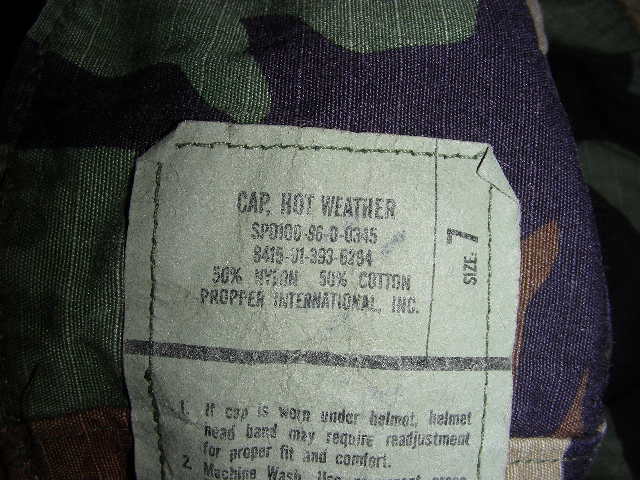 CAP, HOT WEATHER
SPO100-96-D-0345
8415-01-393-6294
50% NYLON 50% COTTON
PROPPER INTERNATIONAL, INC.
SIZE: 7
1. If cap is worn under helmet, helmet
head band may require readjustment
for proper fit and comfort.
2. Machine Wash. Use